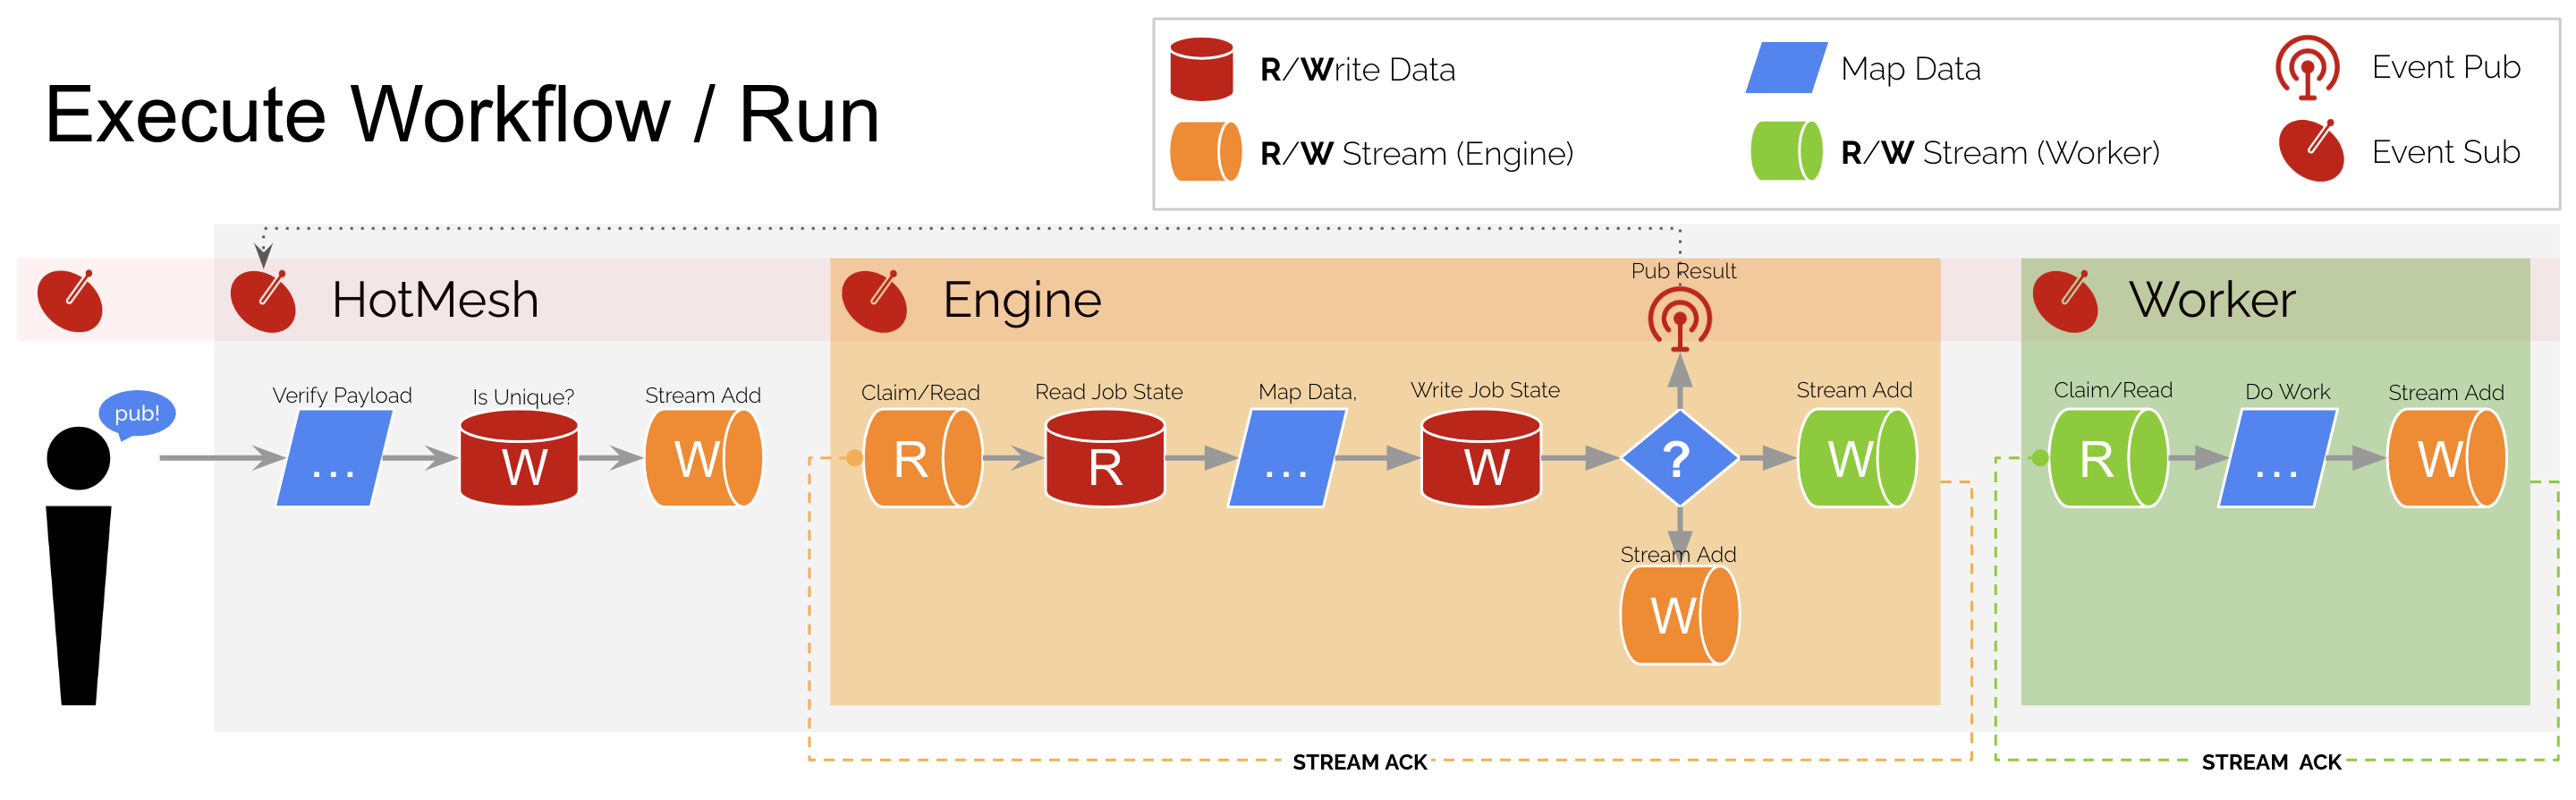 Execute Workflow / Run
R/Write Data
Map Data
Event Pub
R/W Stream (Engine)
R/W Stream (Worker)
Event Sub
HotMesh
Engine
Pub Result
Worker
pub!
Verify Payload
Is Unique?
Stream Add
Claim/Read
Read Job State
Map Data,
Write Job State
Stream Add
Claim/Read
Do Work
Stream Add
...
W
W
R
R
...
W
?
W
R
...
W
Stream Add
W
STREAM ACK
STREAM ACK